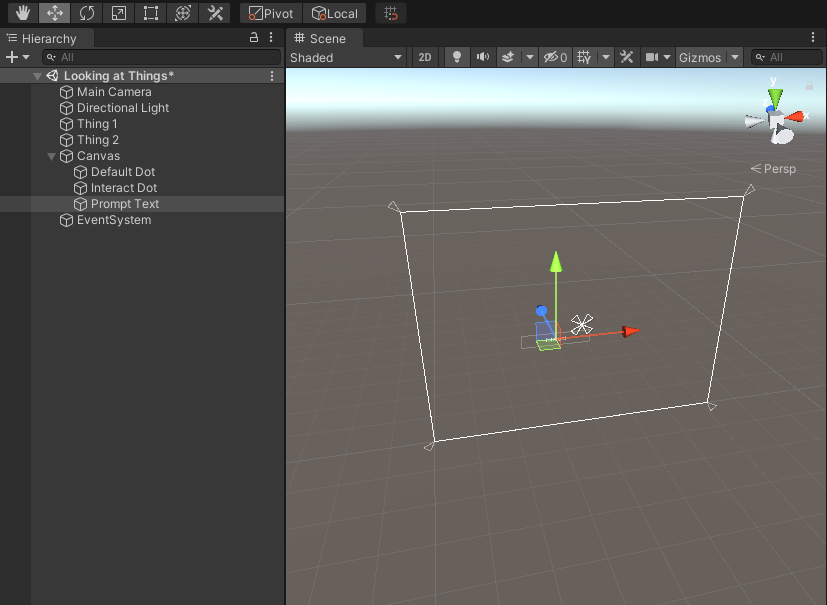 Pivot Local
Hierarchy
All
Looking at Things*
Main Camera
Directional Light
Thing 1
Thing 2
Canvas
Default Dot
Interact Dot
Prompt Text
EventSystem
Scene
Shaded 2D 0 Gizmos All
y
z x
Persp